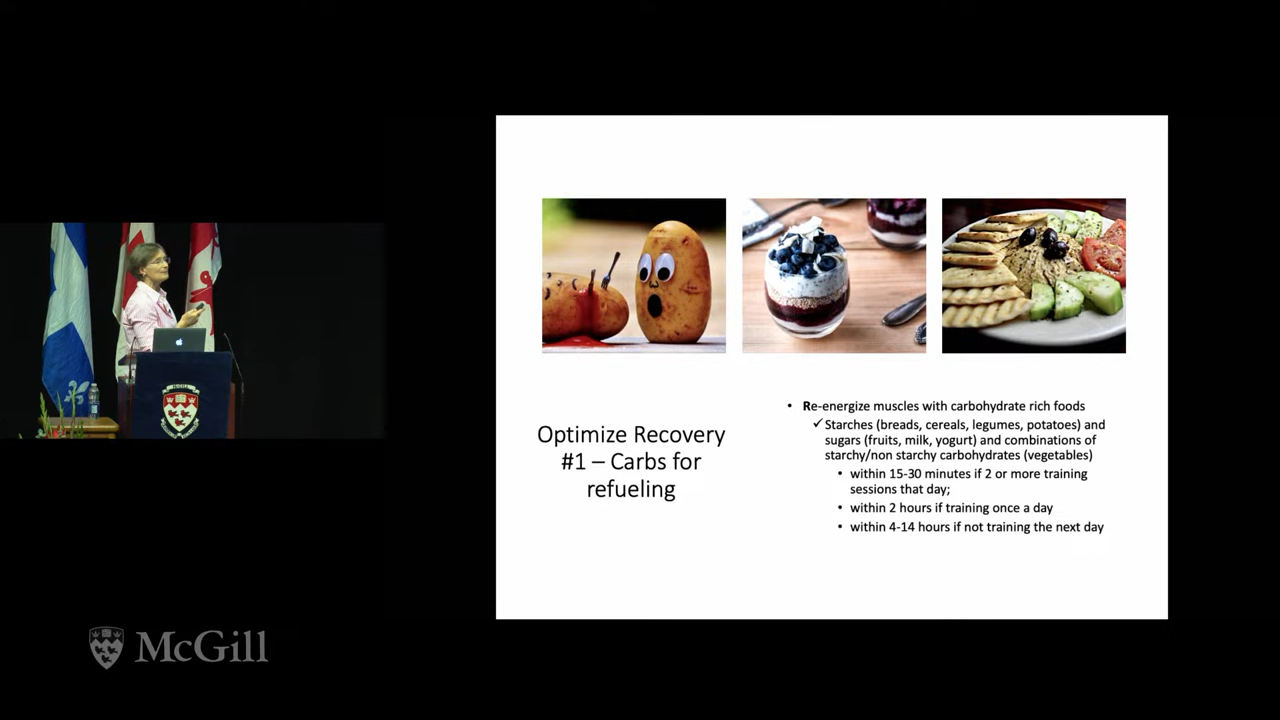 Optimize Recovery
#1 – Carbs for
refueling
• Re-energize muscles with carbohydrate rich foods
✓Starches (breads, cereals, legumes, potatoes) and
sugars (fruits, milk, yogurt) and combinations of
starchy/non starchy carbohydrates (vegetables)
• within 15-30 minutes if 2 or more training
sessions that day;
• within 2 hours if training once a day
• within 4-14 hours if not training the next day
McGILL
McGill